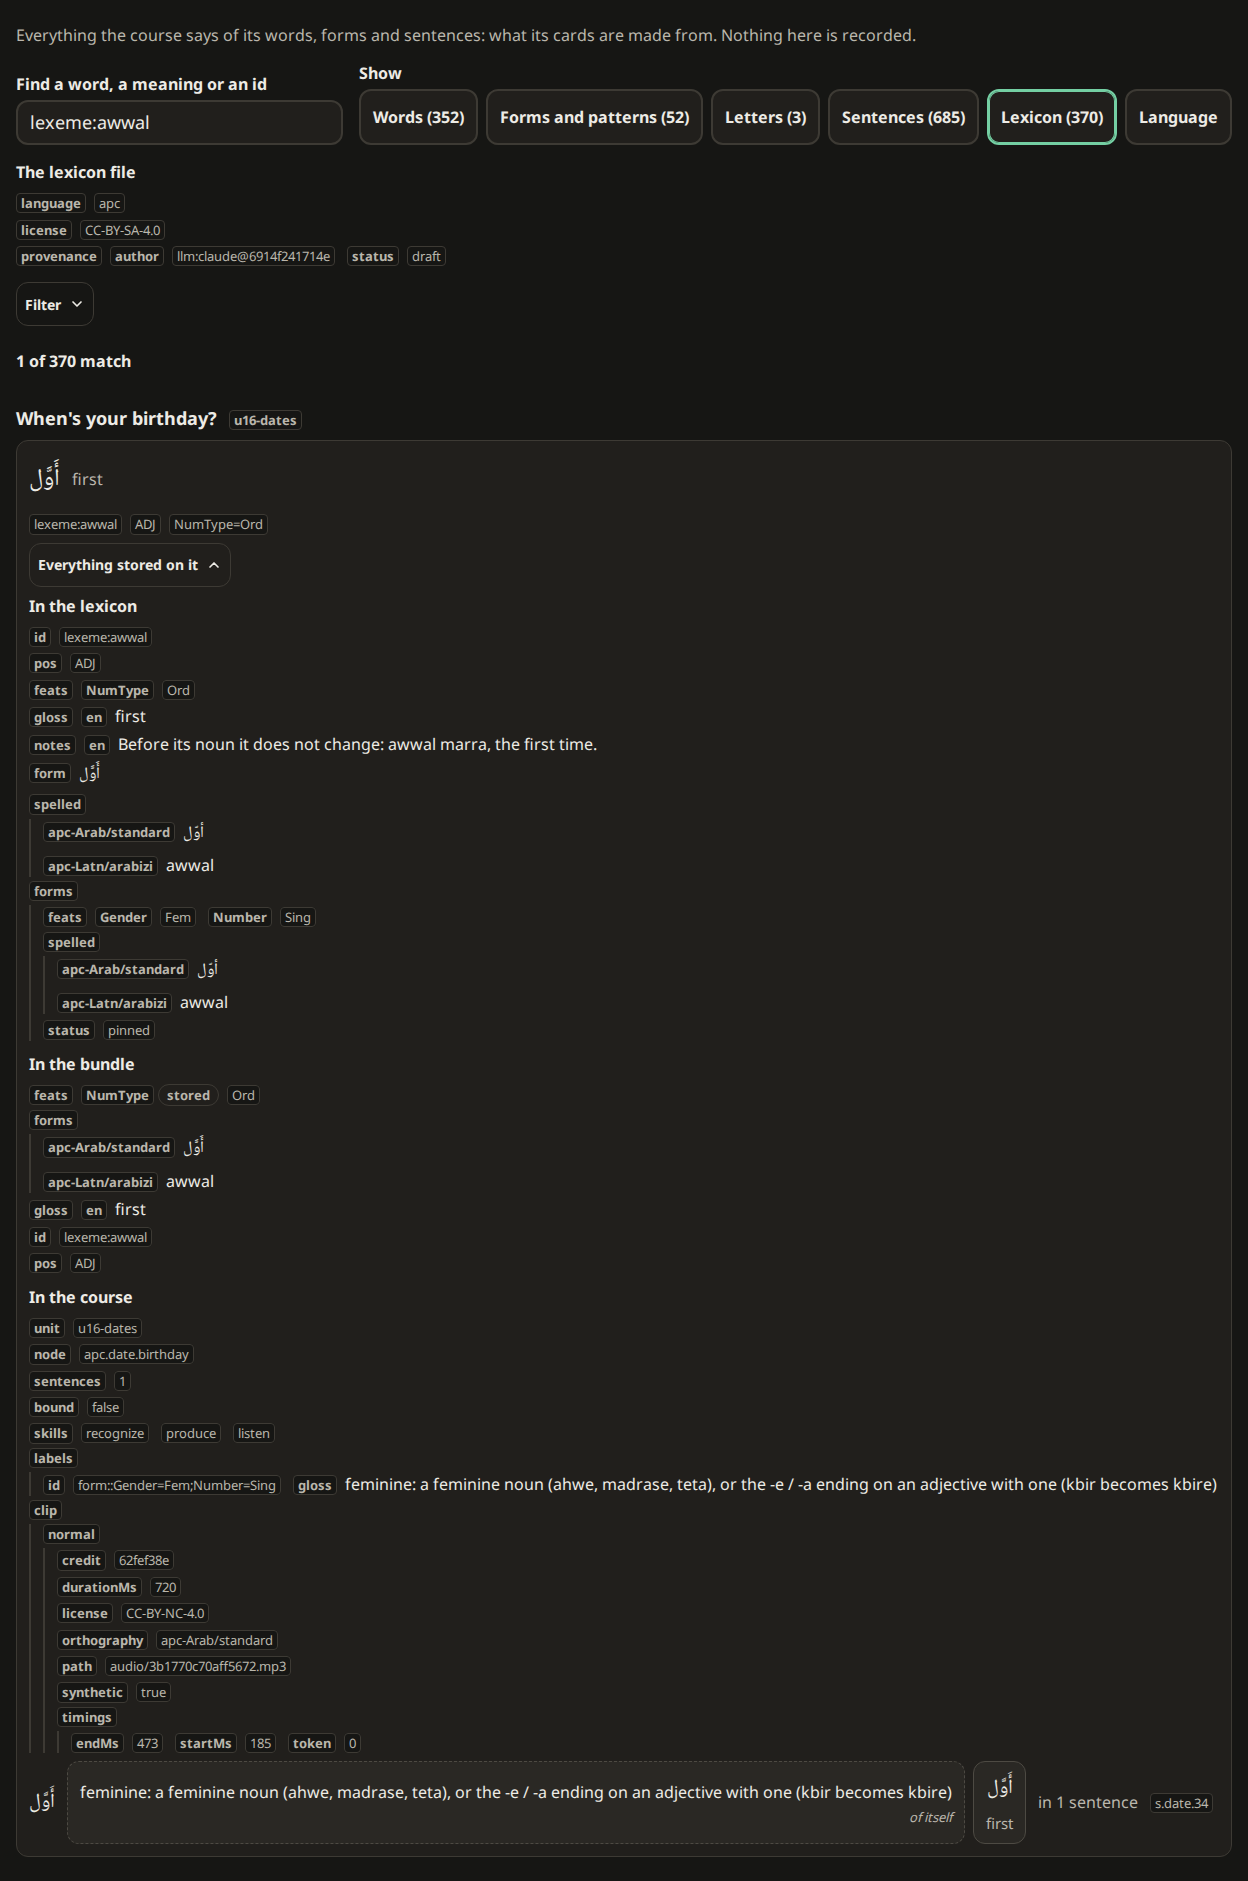 Everything the course says of its words, forms and sentences: what its cards are made from. Nothing here is recorded.
Find a word, a meaning or an id
Show
lexeme:awwal
Words (352)
Forms and patterns (52)
Letters (3)
Sentences (685)
Lexicon (370)
Language
The lexicon file
language apc
license CC-BY-SA-4.0
provenance author llm:claude@6914f241714e status draft
Filter
1 of 370 match
When's your birthday? u16-dates
أَوَّل first
lexeme:awwal ADJ NumType=Ord
Everything stored on it
In the lexicon
id lexeme:awwal
pos ADJ
feats NumType Ord
gloss en first
notes en Before its noun it does not change: awwal marra, the first time.
form أَوَّل
spelled
apc-Arab/standard أوّل
apc-Latn/arabizi awwal
forms
feats Gender Fem Number Sing
spelled
apc-Arab/standard أوّل
apc-Latn/arabizi awwal
status pinned
In the bundle
feats NumType stored Ord
forms
apc-Arab/standard أَوَّل
apc-Latn/arabizi awwal
gloss en first
id lexeme:awwal
pos ADJ
In the course
unit u16-dates
node apc.date.birthday
sentences 1
bound false
skills recognize produce listen
labels
id form::Gender=Fem;Number=Sing gloss feminine: a feminine noun (ahwe, madrase, teta), or the -e / -a ending on an adjective with one (kbir becomes kbire)
clip
normal
credit 62fef38e
durationMs 720
license CC-BY-NC-4.0
orthography apc-Arab/standard
path audio/3b1770c70aff5672.mp3
synthetic true
timings
endMs 473 startMs 185 token 0
أَوَّل
feminine: a feminine noun (ahwe, madrase, teta), or the -e / -a ending on an adjective with one (kbir becomes kbire)
of itself
أَوَّل
first
in 1 sentence s.date.34